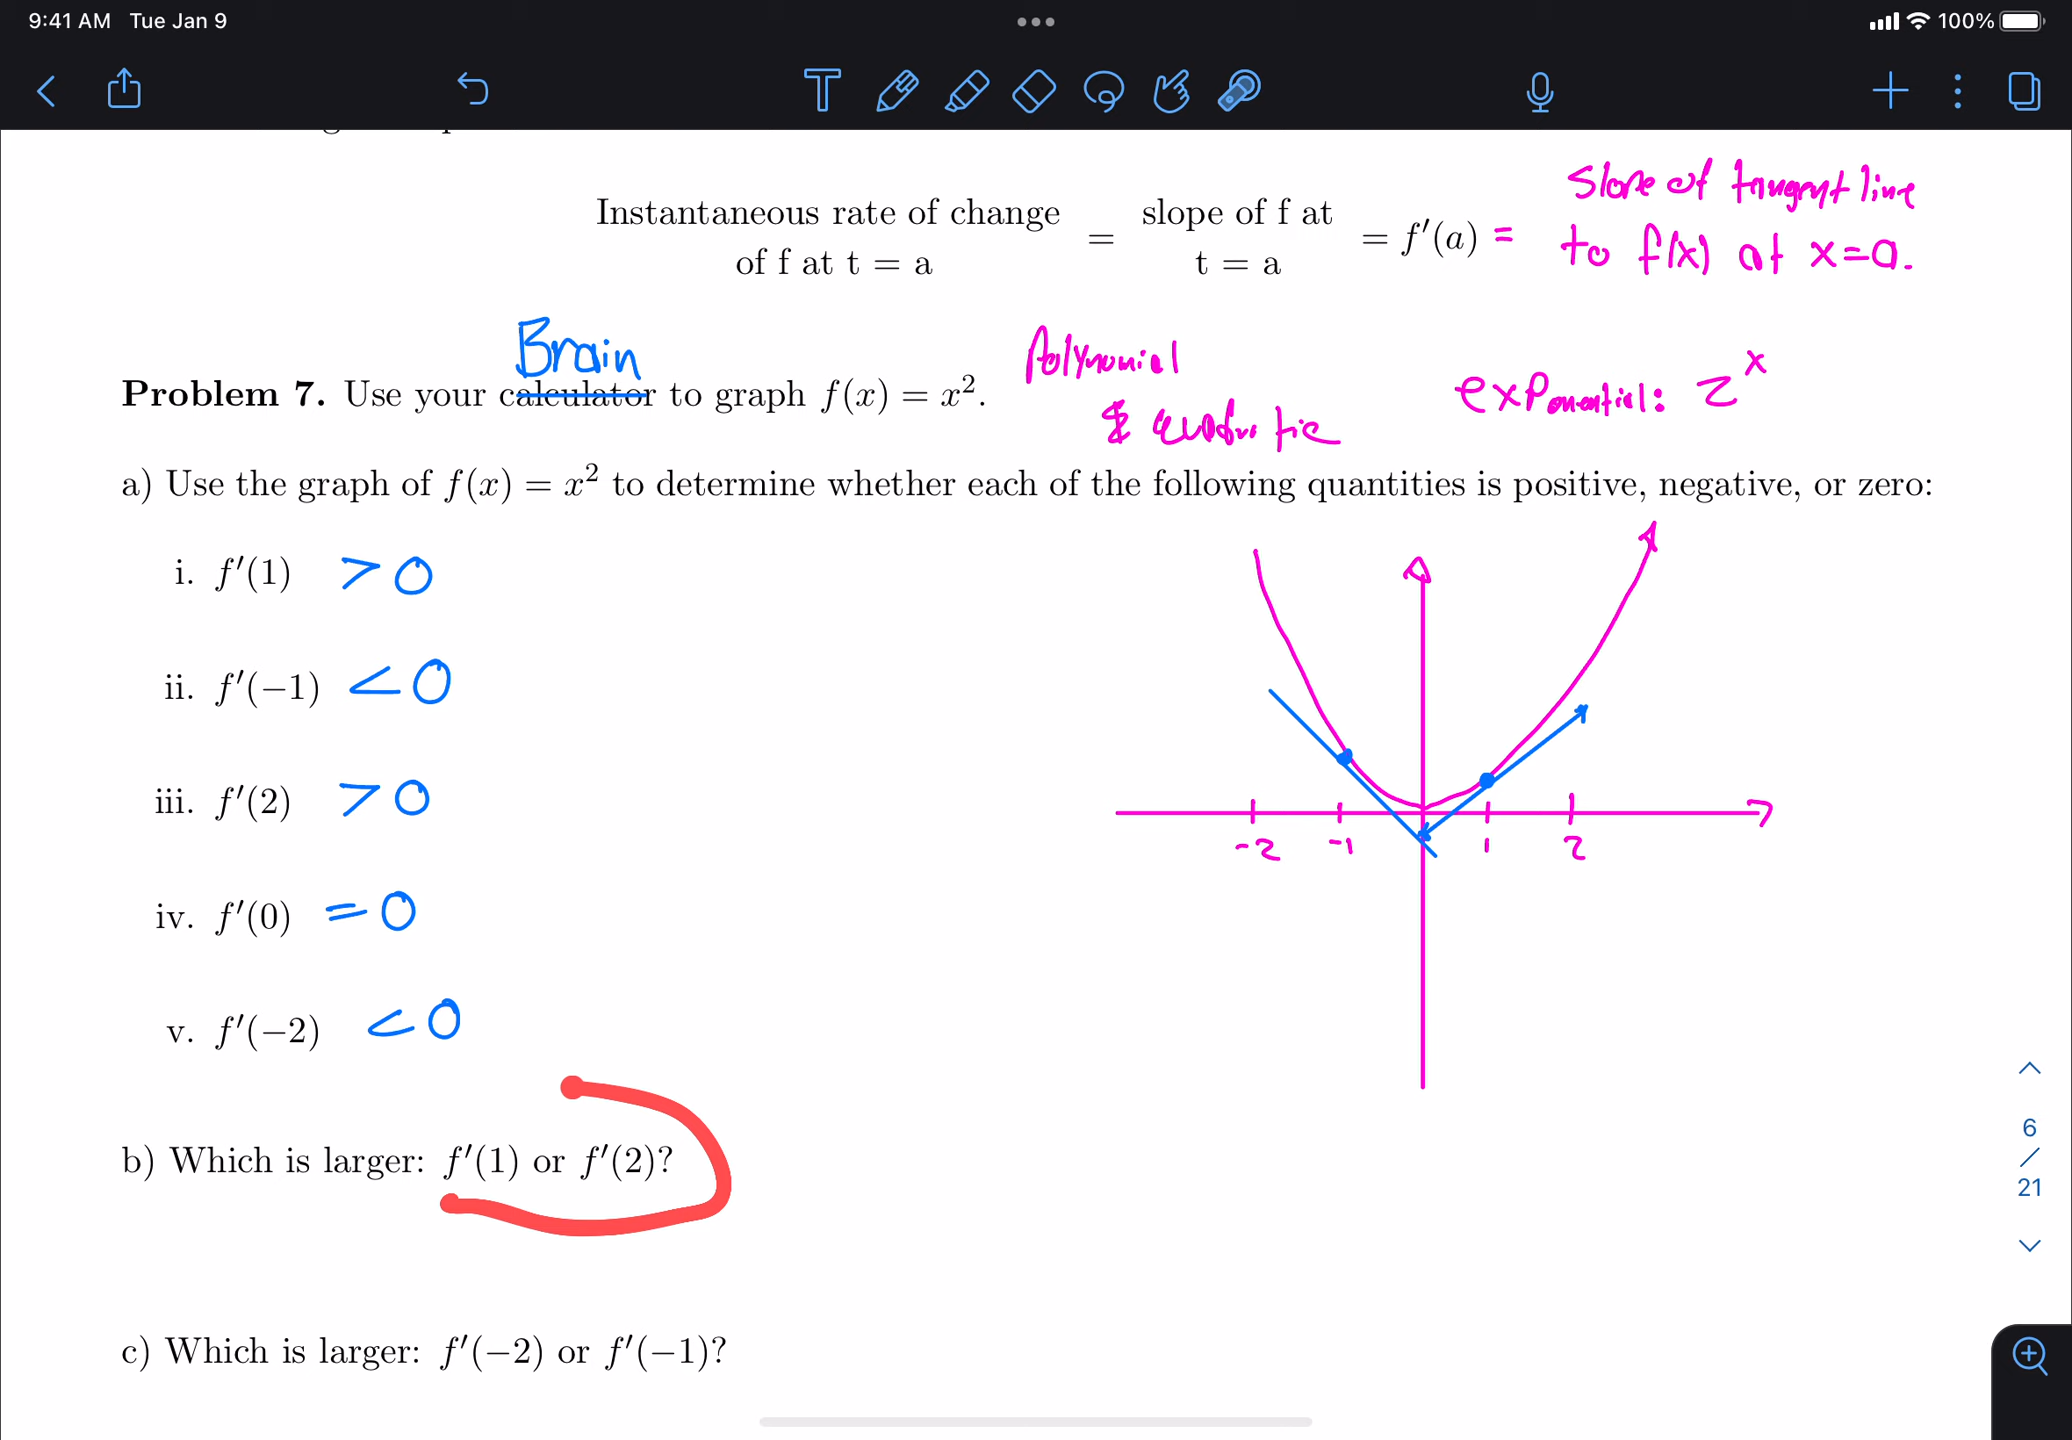 9:41 AM Tue Jan 9
100%
Instantaneous rate of change of f at t = a = slope of f at t = a = f′(a) = slope of tangent line to f(x) at x=a.
Brain
Polynomial & quadratic
exponential: 2^x
Problem 7. Use your calculator to graph f(x) = x².
a) Use the graph of f(x) = x² to determine whether each of the following quantities is positive, negative, or zero:
i. f′(1) > 0
ii. f′(−1) < 0
iii. f′(2) > 0
iv. f′(0) = 0
v. f′(−2) < 0
-2 -1 1 2
b) Which is larger: f′(1) or f′(2)?
c) Which is larger: f′(−2) or f′(−1)?
6
/
21